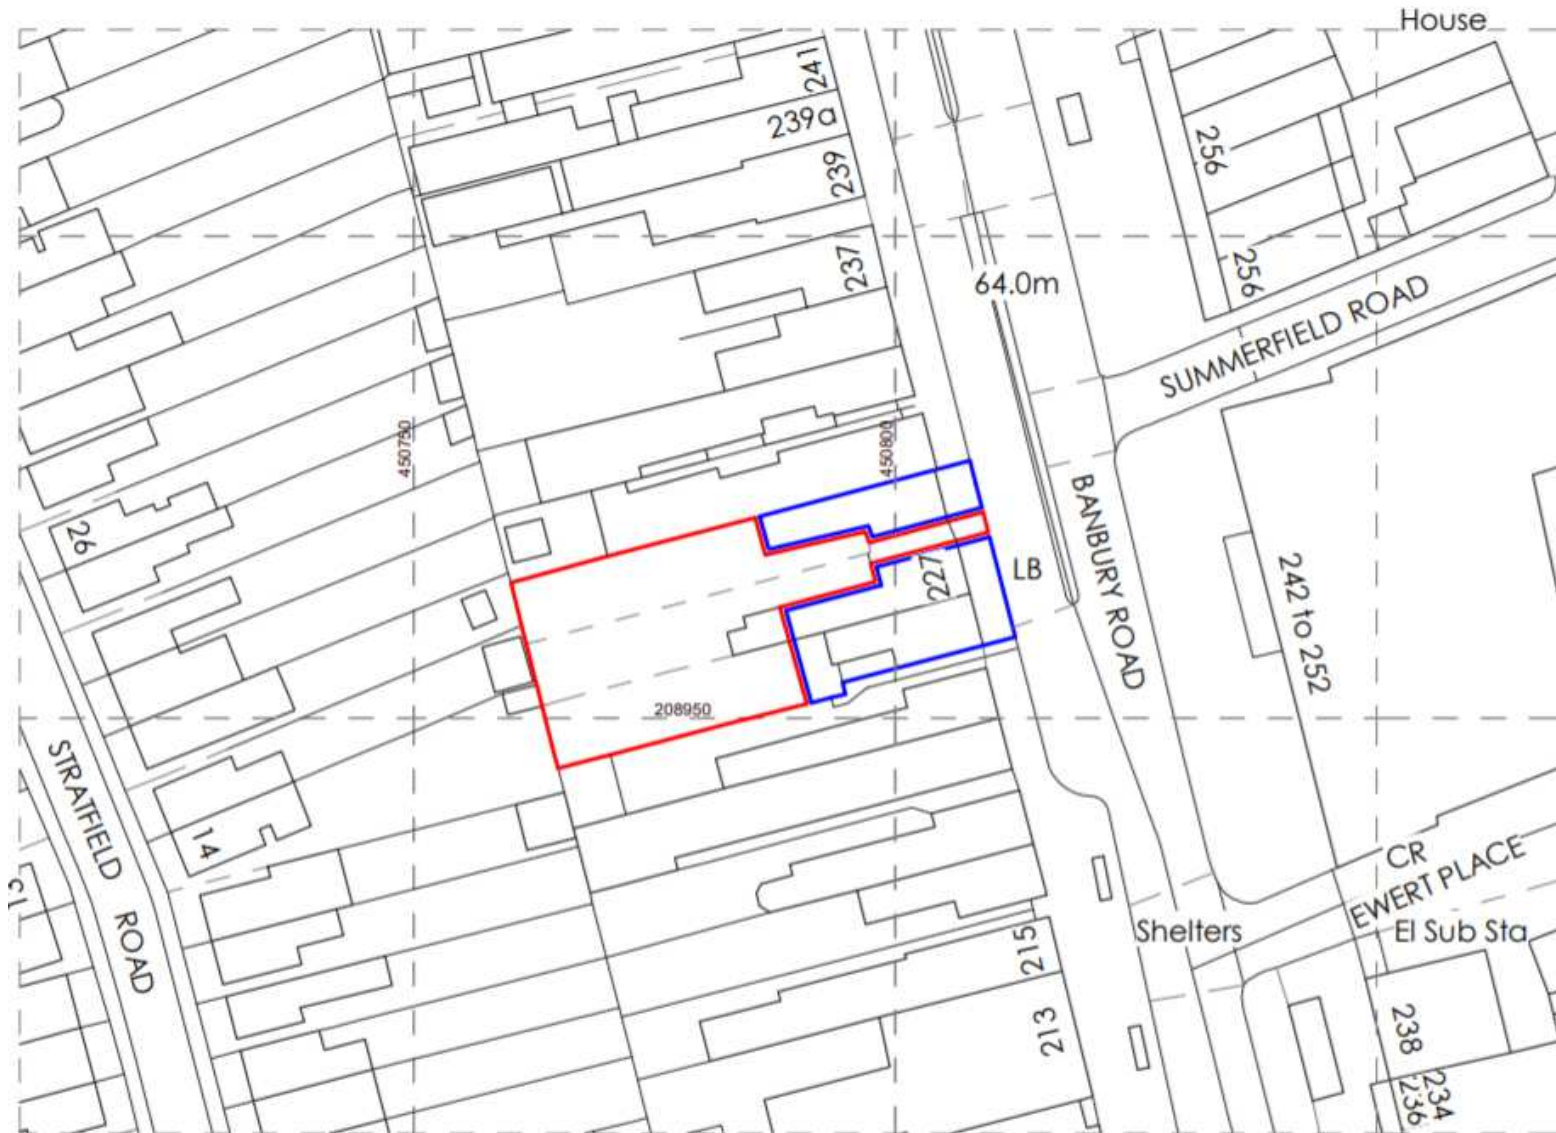 House
241
239a
239
256
237
256
64.0m
SUMMERFIELD ROAD
450750
450800
26
BANBURY ROAD
227
LB
242 to 252
208950
STRATFIELD ROAD
14
CR
EWERT PLACE
13
Shelters
El Sub Sta
215
213
238
234
236